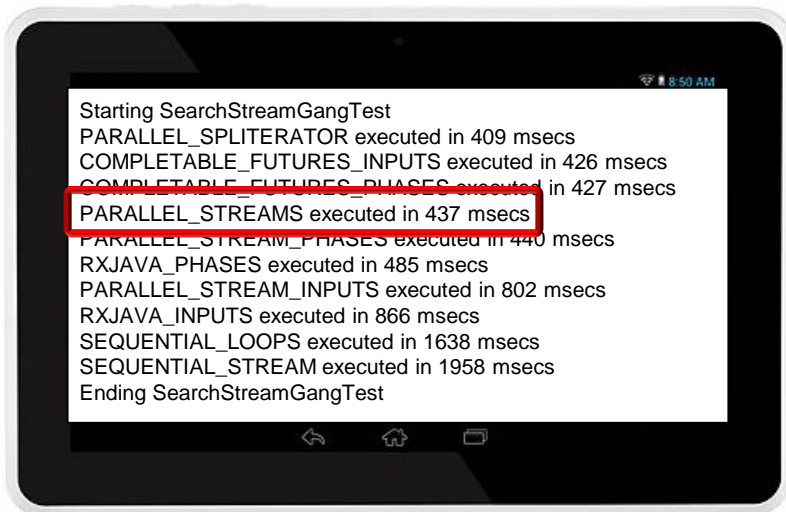 8:50 AM
Starting SearchStreamGangTest
PARALLEL_SPLITERATOR executed in 409 msecs
COMPLETABLE_FUTURES_INPUTS executed in 426 msecs
COMPLETABLE_FUTURES_PHASES executed in 427 msecs
PARALLEL_STREAMS executed in 437 msecs
PARALLEL_STREAM_PHASES executed in 440 msecs
RXJAVA_PHASES executed in 485 msecs
PARALLEL_STREAM_INPUTS executed in 802 msecs
RXJAVA_INPUTS executed in 866 msecs
SEQUENTIAL_LOOPS executed in 1638 msecs
SEQUENTIAL_STREAM executed in 1958 msecs
Ending SearchStreamGangTest